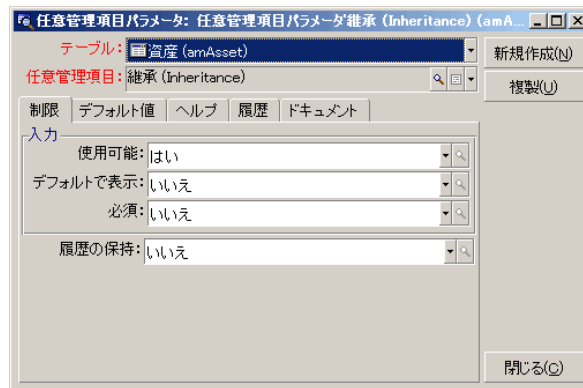 任意管理項目パラメータ: 任意管理項目パラメータ'継承 (Inheritance) (amA...
テーブル: 資産 (amAsset)
新規作成(N)
任意管理項目: 継承 (Inheritance)
複製(U)
制限 デフォルト値 ヘルプ 履歴 ドキュメント
入力
使用可能: はい
デフォルトで表示: いいえ
必須: いいえ
履歴の保持: いいえ
閉じる(C)